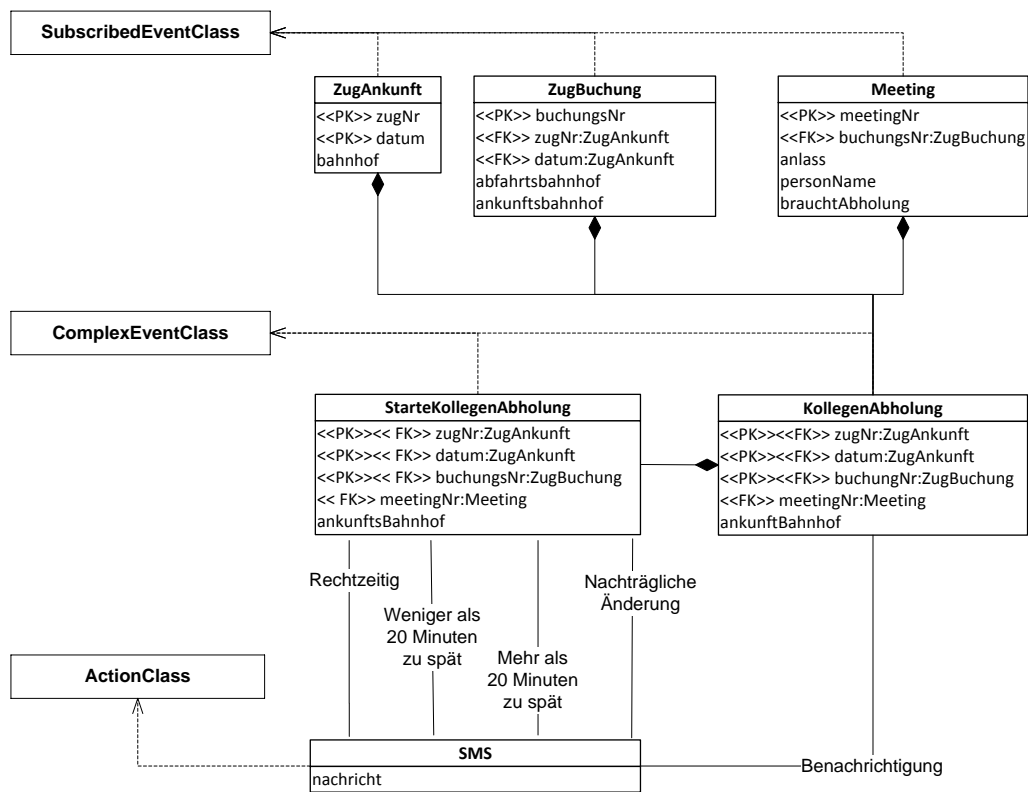 SubscribedEventClass
ZugAnkunft
<<PK>> zugNr
<<PK>> datum
bahnhof
ZugBuchung
<<PK>> buchungsNr
<<FK>> zugNr:ZugAnkunft
<<FK>> datum:ZugAnkunft
abfahrtsbahnhof
ankunftsbahnhof
Meeting
<<PK>> meetingNr
<<FK>> buchungsNr:ZugBuchung
anlass
personName
brauchtAbholung
ComplexEventClass
StarteKollegenAbholung
<<PK>><< FK>> zugNr:ZugAnkunft
<<PK>><< FK>> datum:ZugAnkunft
<<PK>><< FK>> buchungsNr:ZugBuchung
<< FK>> meetingNr:Meeting
ankunftsBahnhof
KollegenAbholung
<<PK>><<FK>> zugNr:ZugAnkunft
<<PK>><<FK>> datum:ZugAnkunft
<<PK>><<FK>> buchungNr:ZugBuchung
<<FK>> meetingNr:Meeting
ankunftBahnhof
Rechtzeitig
Weniger als
20 Minuten
zu spät
Mehr als
20 Minuten
zu spät
Nachträgliche
Änderung
ActionClass
SMS
nachricht
Benachrichtigung